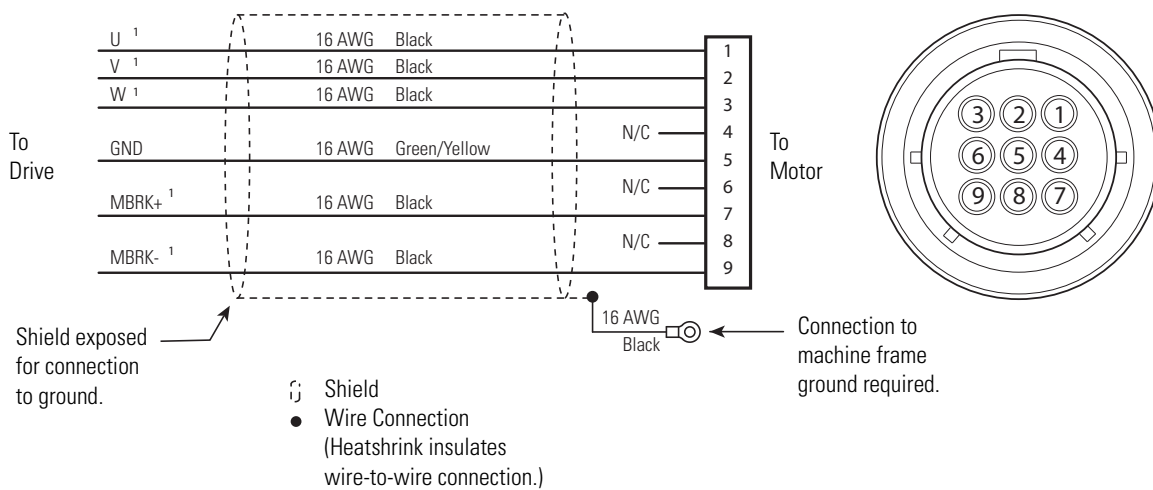 U 1 16 AWG Black 1
V 1 16 AWG Black 2
W 1 16 AWG Black 3
N/C 4
GND 16 AWG Green/Yellow 5
N/C 6
MBRK+ 1 16 AWG Black 7
N/C 8
MBRK- 1 16 AWG Black 9
To
Drive
To
Motor
3 2 1
6 5 4
9 8 7
Shield exposed
for connection
to ground.
16 AWG
Black
Connection to
machine frame
ground required.
Shield
Wire Connection
(Heatshrink insulates
wire-to-wire connection.)